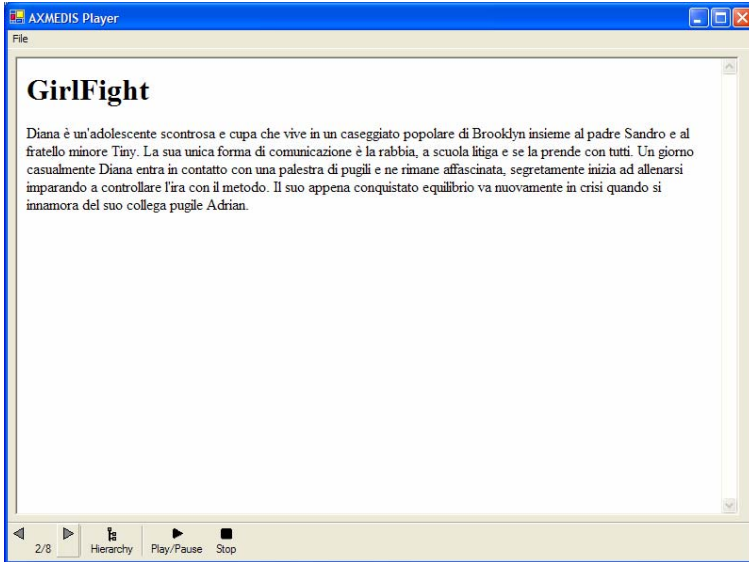 AXMEDIS Player
File
GirlFight
Diana è un'adolescente scontrosa e cupa che vive in un caseggiato popolare di Brooklyn insieme al padre Sandro e al
fratello minore Tiny. La sua unica forma di comunicazione è la rabbia, a scuola litiga e se la prende con tutti. Un giorno
casualmente Diana entra in contatto con una palestra di pugili e ne rimane affascinata, segretamente inizia ad allenarsi
imparando a controllare l'ira con il metodo. Il suo appena conquistato equilibrio va nuovamente in crisi quando si
innamora del suo collega pugile Adrian.
2/8 Hierarchy Play/Pause Stop